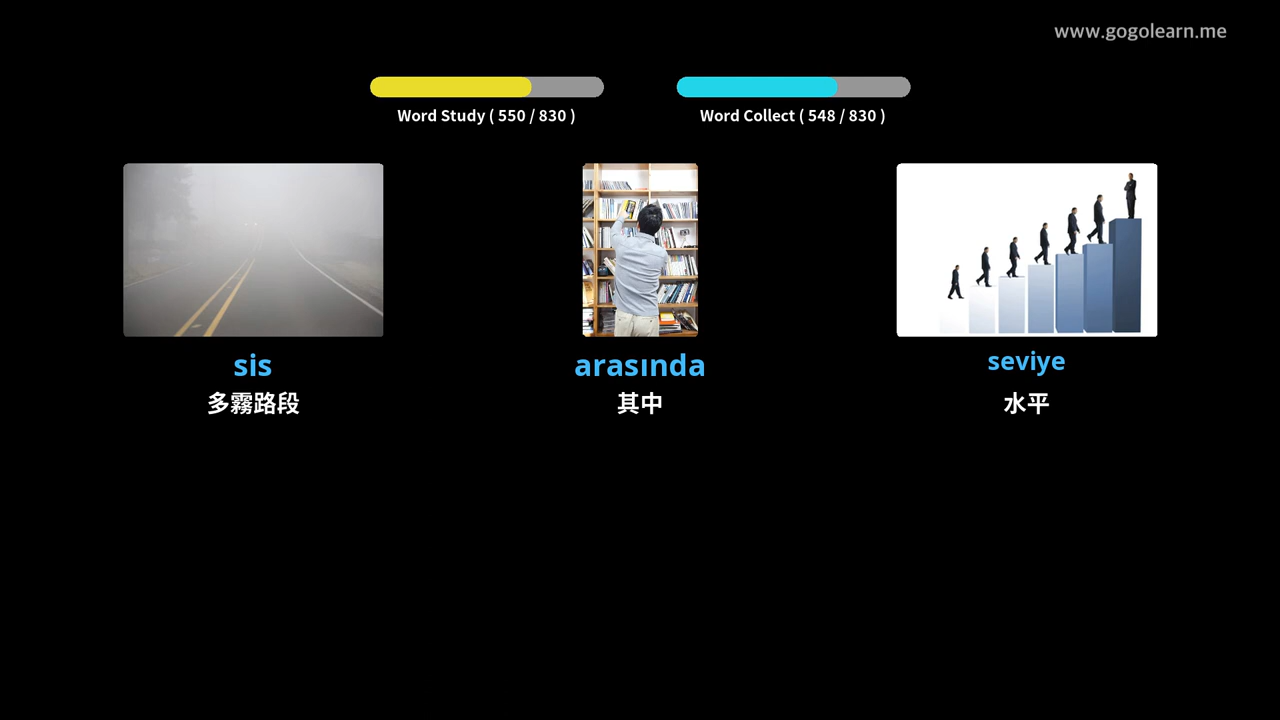 www.gogolearn.me
Word Study ( 550 / 830 )
Word Collect ( 548 / 830 )
sis
多霧路段
arasında
其中
seviye
水平